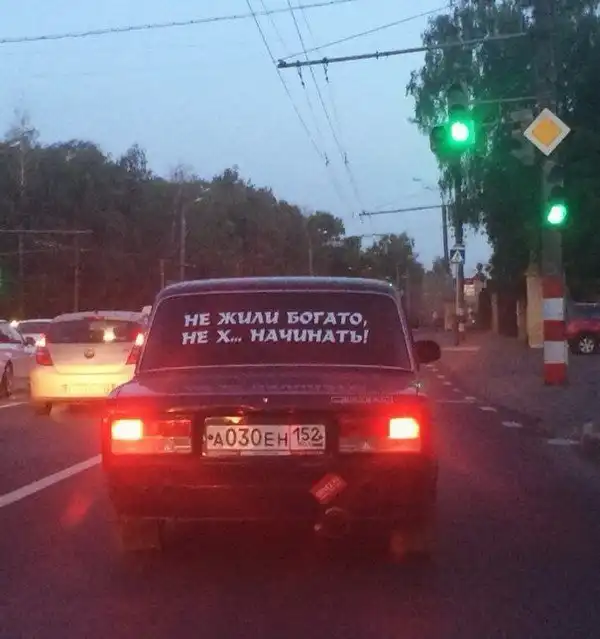 НЕ ЖИЛИ БОГАТО,
НЕ Х... НАЧИНАТЬ!
А030ЕН 152